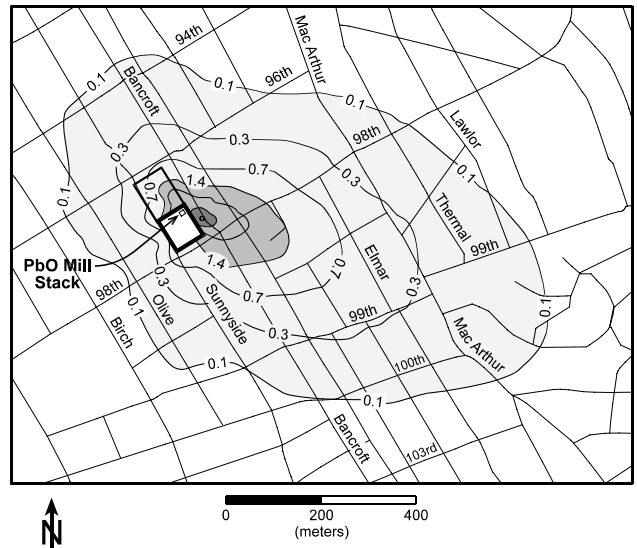 94th
Mac Arthur
Bancroft
0.1
96th
0.1
0.1
98th
Lawlor
0.3
0.3
0.7
0.1
0.3
1.4
0.7
0.1
Thermal
99th
PbO Mill
Stack
1.4
0.7
Elmar
98th
0.3
0.7
0.3
0.1
Olive
Sunnyside
99th
0.1
Birch
0.3
Mac Arthur
0.1
100th
0.1
Bancroft
103rd
N
0 200 400
(meters)